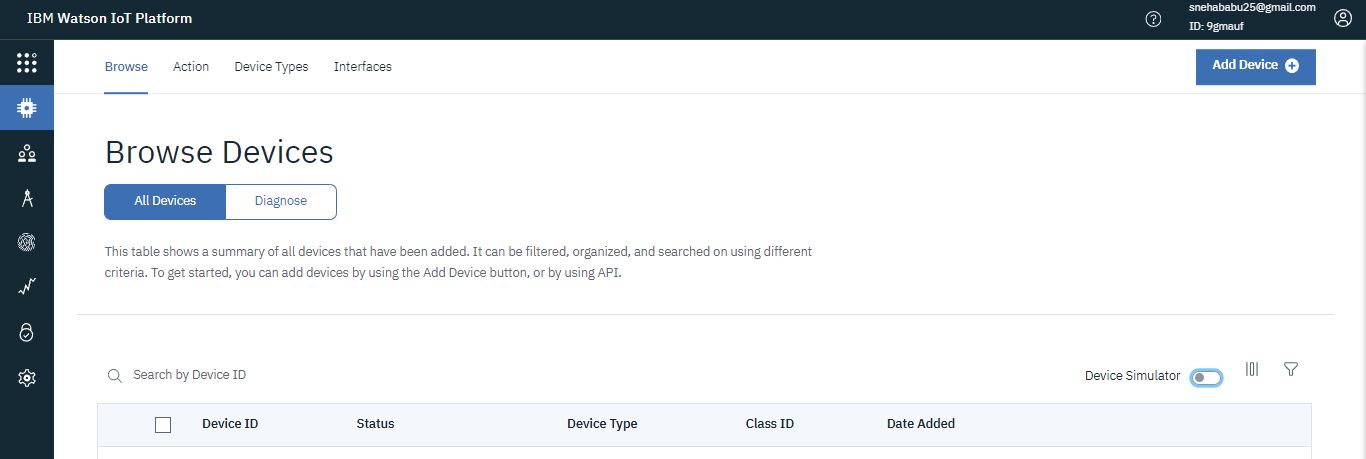 IBM Watson IoT Platform
snehababu25@gmail.com
ID: 9gmauf
Browse Action Device Types Interfaces
Add Device
Browse Devices
All Devices Diagnose
This table shows a summary of all devices that have been added. It can be filtered, organized, and searched on using different
criteria. To get started, you can add devices by using the Add Device button, or by using API.
Search by Device ID
Device Simulator
Device ID Status Device Type Class ID Date Added